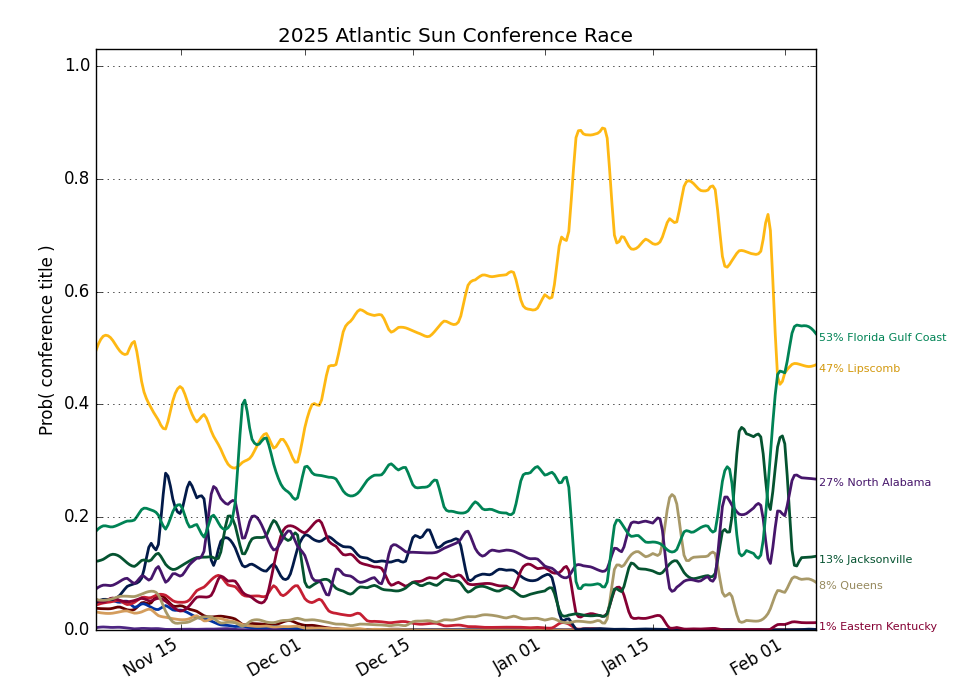 2025 Atlantic Sun Conference Race
Prob( conference title )
1.0
0.8
0.6
0.4
0.2
0.0
Nov 15
Dec 01
Dec 15
Jan 01
Jan 15
Feb 01
53% Florida Gulf Coast
47% Lipscomb
27% North Alabama
13% Jacksonville
8% Queens
1% Eastern Kentucky